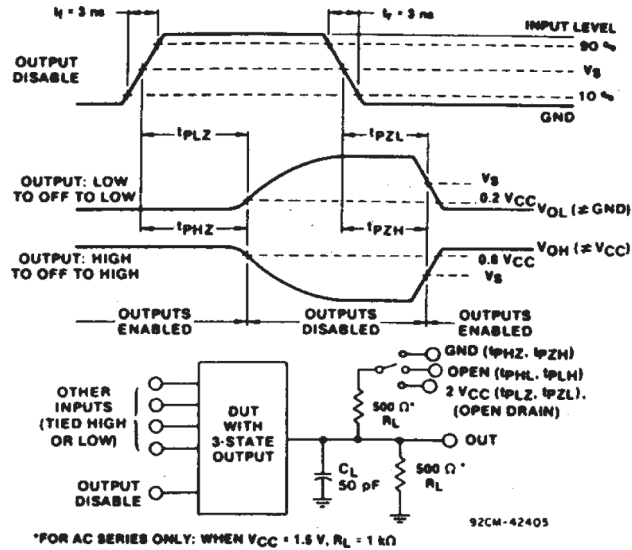 tf = 3 ns
tr = 3 ns
INPUT LEVEL
90 %
OUTPUT
DISABLE
VS
10 %
GND
tPLZ
tPZL
OUTPUT: LOW
TO OFF TO LOW
VS
0.2 VCC
VOL (≠ GND)
tPHZ
tPZH
OUTPUT: HIGH
TO OFF TO HIGH
VOH (≠ VCC)
0.8 VCC
VS
OUTPUTS
ENABLED
OUTPUTS
DISABLED
OUTPUTS
ENABLED
GND (tPHZ, tPZH)
OPEN (tPHL, tPLH)
2 VCC (tPLZ, tPZL),
(OPEN DRAIN)
OTHER
INPUTS
(TIED HIGH
OR LOW)
DUT
WITH
3-STATE
OUTPUT
500 Ω*
RL
OUT
CL
50 pF
500 Ω*
RL
OUTPUT
DISABLE
92CM-42405
*FOR AC SERIES ONLY: WHEN VCC = 1.5 V, RL = 1 kΩ